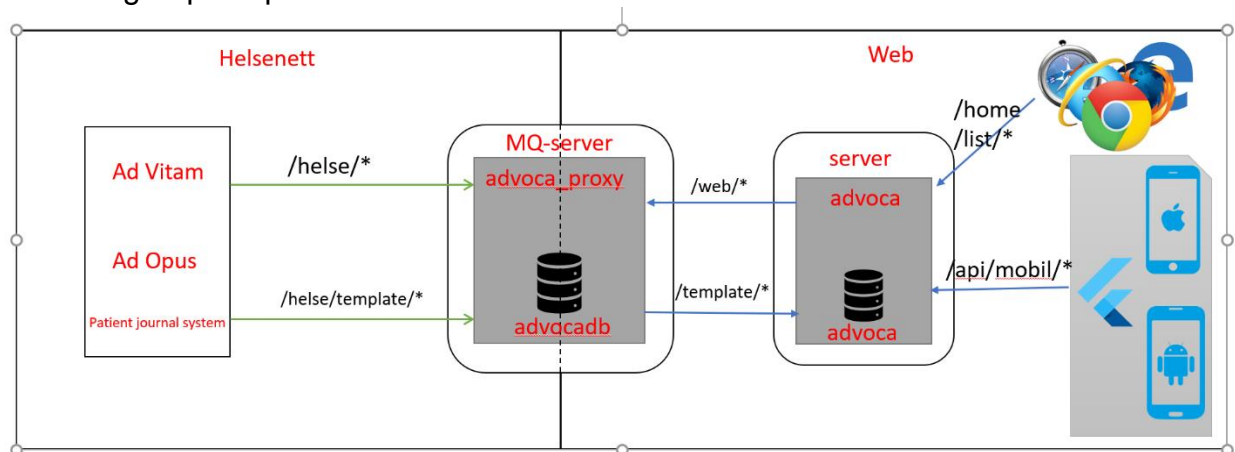 Helsenett
Web
Ad Vitam
Ad Opus
Patient journal system
/helse/*
/helse/template/*
MQ-server
advoca_proxy
advocadb
/web/*
/template/*
server
advoca
advoca
/home
/list/*
/api/mobil/*